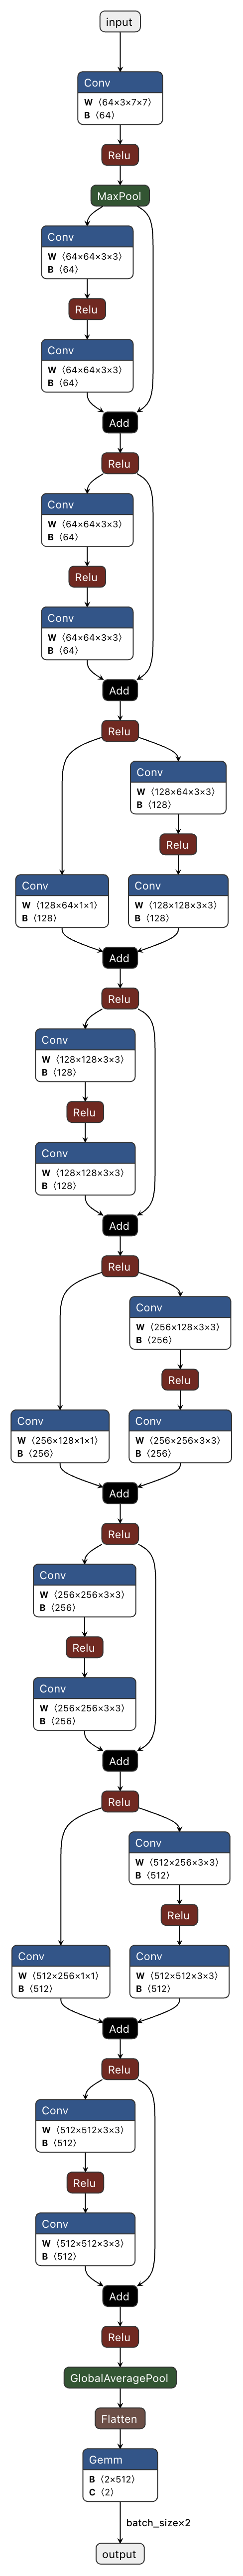 input
Conv
W ⟨64×3×7×7⟩
B ⟨64⟩
Relu
MaxPool
Conv
W ⟨64×64×3×3⟩
B ⟨64⟩
Relu
Conv
W ⟨64×64×3×3⟩
B ⟨64⟩
Add
Relu
Conv
W ⟨64×64×3×3⟩
B ⟨64⟩
Relu
Conv
W ⟨64×64×3×3⟩
B ⟨64⟩
Add
Relu
Conv
W ⟨128×64×3×3⟩
B ⟨128⟩
Relu
Conv
W ⟨128×64×1×1⟩
B ⟨128⟩
Conv
W ⟨128×128×3×3⟩
B ⟨128⟩
Add
Relu
Conv
W ⟨128×128×3×3⟩
B ⟨128⟩
Relu
Conv
W ⟨128×128×3×3⟩
B ⟨128⟩
Add
Relu
Conv
W ⟨256×128×3×3⟩
B ⟨256⟩
Relu
Conv
W ⟨256×128×1×1⟩
B ⟨256⟩
Conv
W ⟨256×256×3×3⟩
B ⟨256⟩
Add
Relu
Conv
W ⟨256×256×3×3⟩
B ⟨256⟩
Relu
Conv
W ⟨256×256×3×3⟩
B ⟨256⟩
Add
Relu
Conv
W ⟨512×256×3×3⟩
B ⟨512⟩
Relu
Conv
W ⟨512×256×1×1⟩
B ⟨512⟩
Conv
W ⟨512×512×3×3⟩
B ⟨512⟩
Add
Relu
Conv
W ⟨512×512×3×3⟩
B ⟨512⟩
Relu
Conv
W ⟨512×512×3×3⟩
B ⟨512⟩
Add
Relu
GlobalAveragePool
Flatten
Gemm
B ⟨2×512⟩
C ⟨2⟩
batch_size×2
output